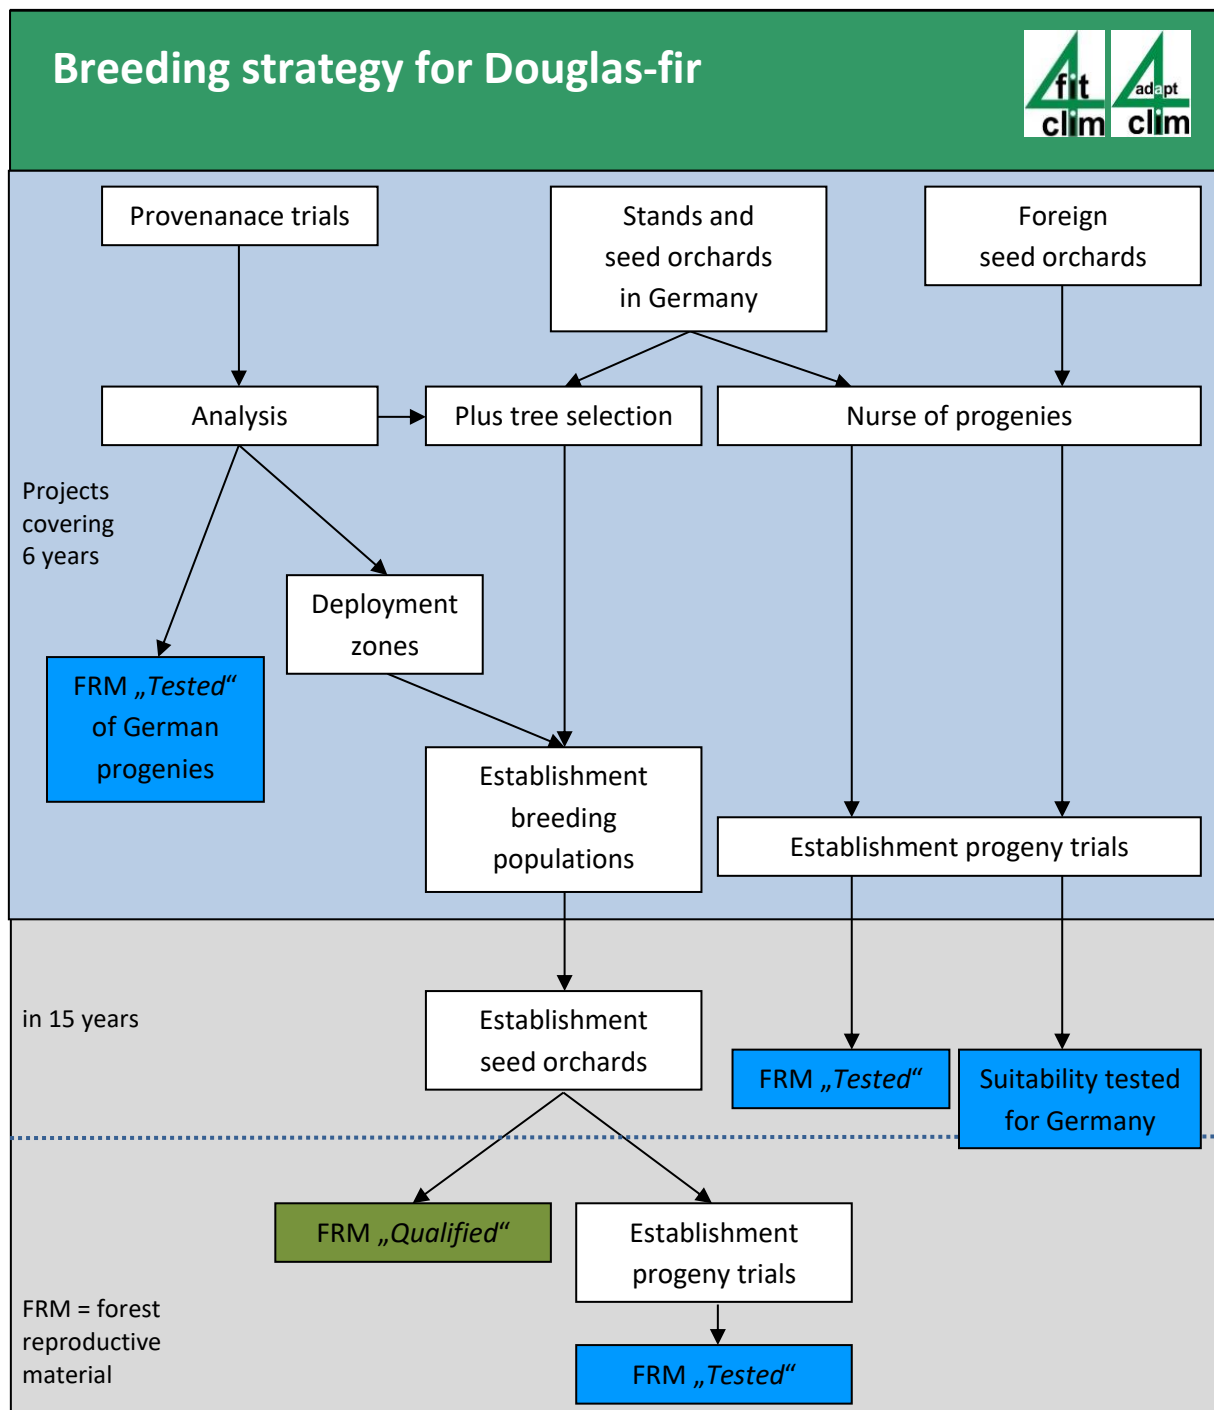 Breeding strategy for Douglas-fir
4
fit
clim
4
adapt
clim
Provenanace trials
Stands and
seed orchards
in Germany
Foreign
seed orchards
Analysis
Plus tree selection
Nurse of progenies
Projects
covering
6 years
Deployment
zones
FRM „Tested“
of German
progenies
Establishment
breeding
populations
Establishment progeny trials
in 15 years
Establishment
seed orchards
FRM „Tested“
Suitability tested
for Germany
FRM „Qualified“
Establishment
progeny trials
FRM = forest
reproductive
material
FRM „Tested“